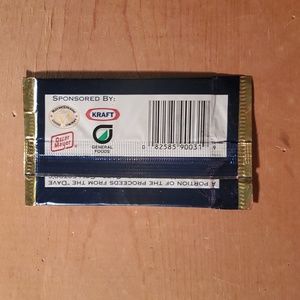 SPONSORED BY:
KRAFT
Oscar
Mayer
GENERAL
FOODS
0 82585 90031 9
A PORTION OF THE PROCEEDS FROM THE 'DAVE